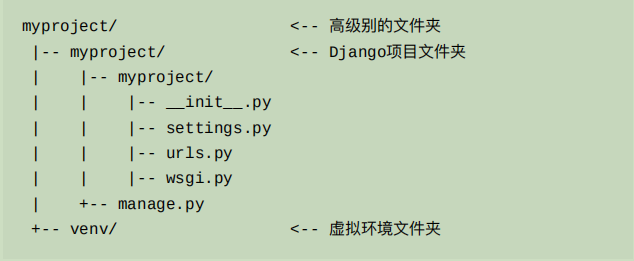 myproject/                  <-- 高级别的文件夹
 |-- myproject/             <-- Django项目文件夹
 |    |-- myproject/
 |    |    |-- __init__.py
 |    |    |-- settings.py
 |    |    |-- urls.py
 |    |    |-- wsgi.py
 |    +-- manage.py
 +-- venv/                  <-- 虚拟环境文件夹